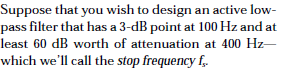 Suppose that you wish to design an active low-
pass filter that has a 3-dB point at 100 Hz and at
least 60 dB worth of attenuation at 400 Hz—
which we'll call the stop frequency fₛ.